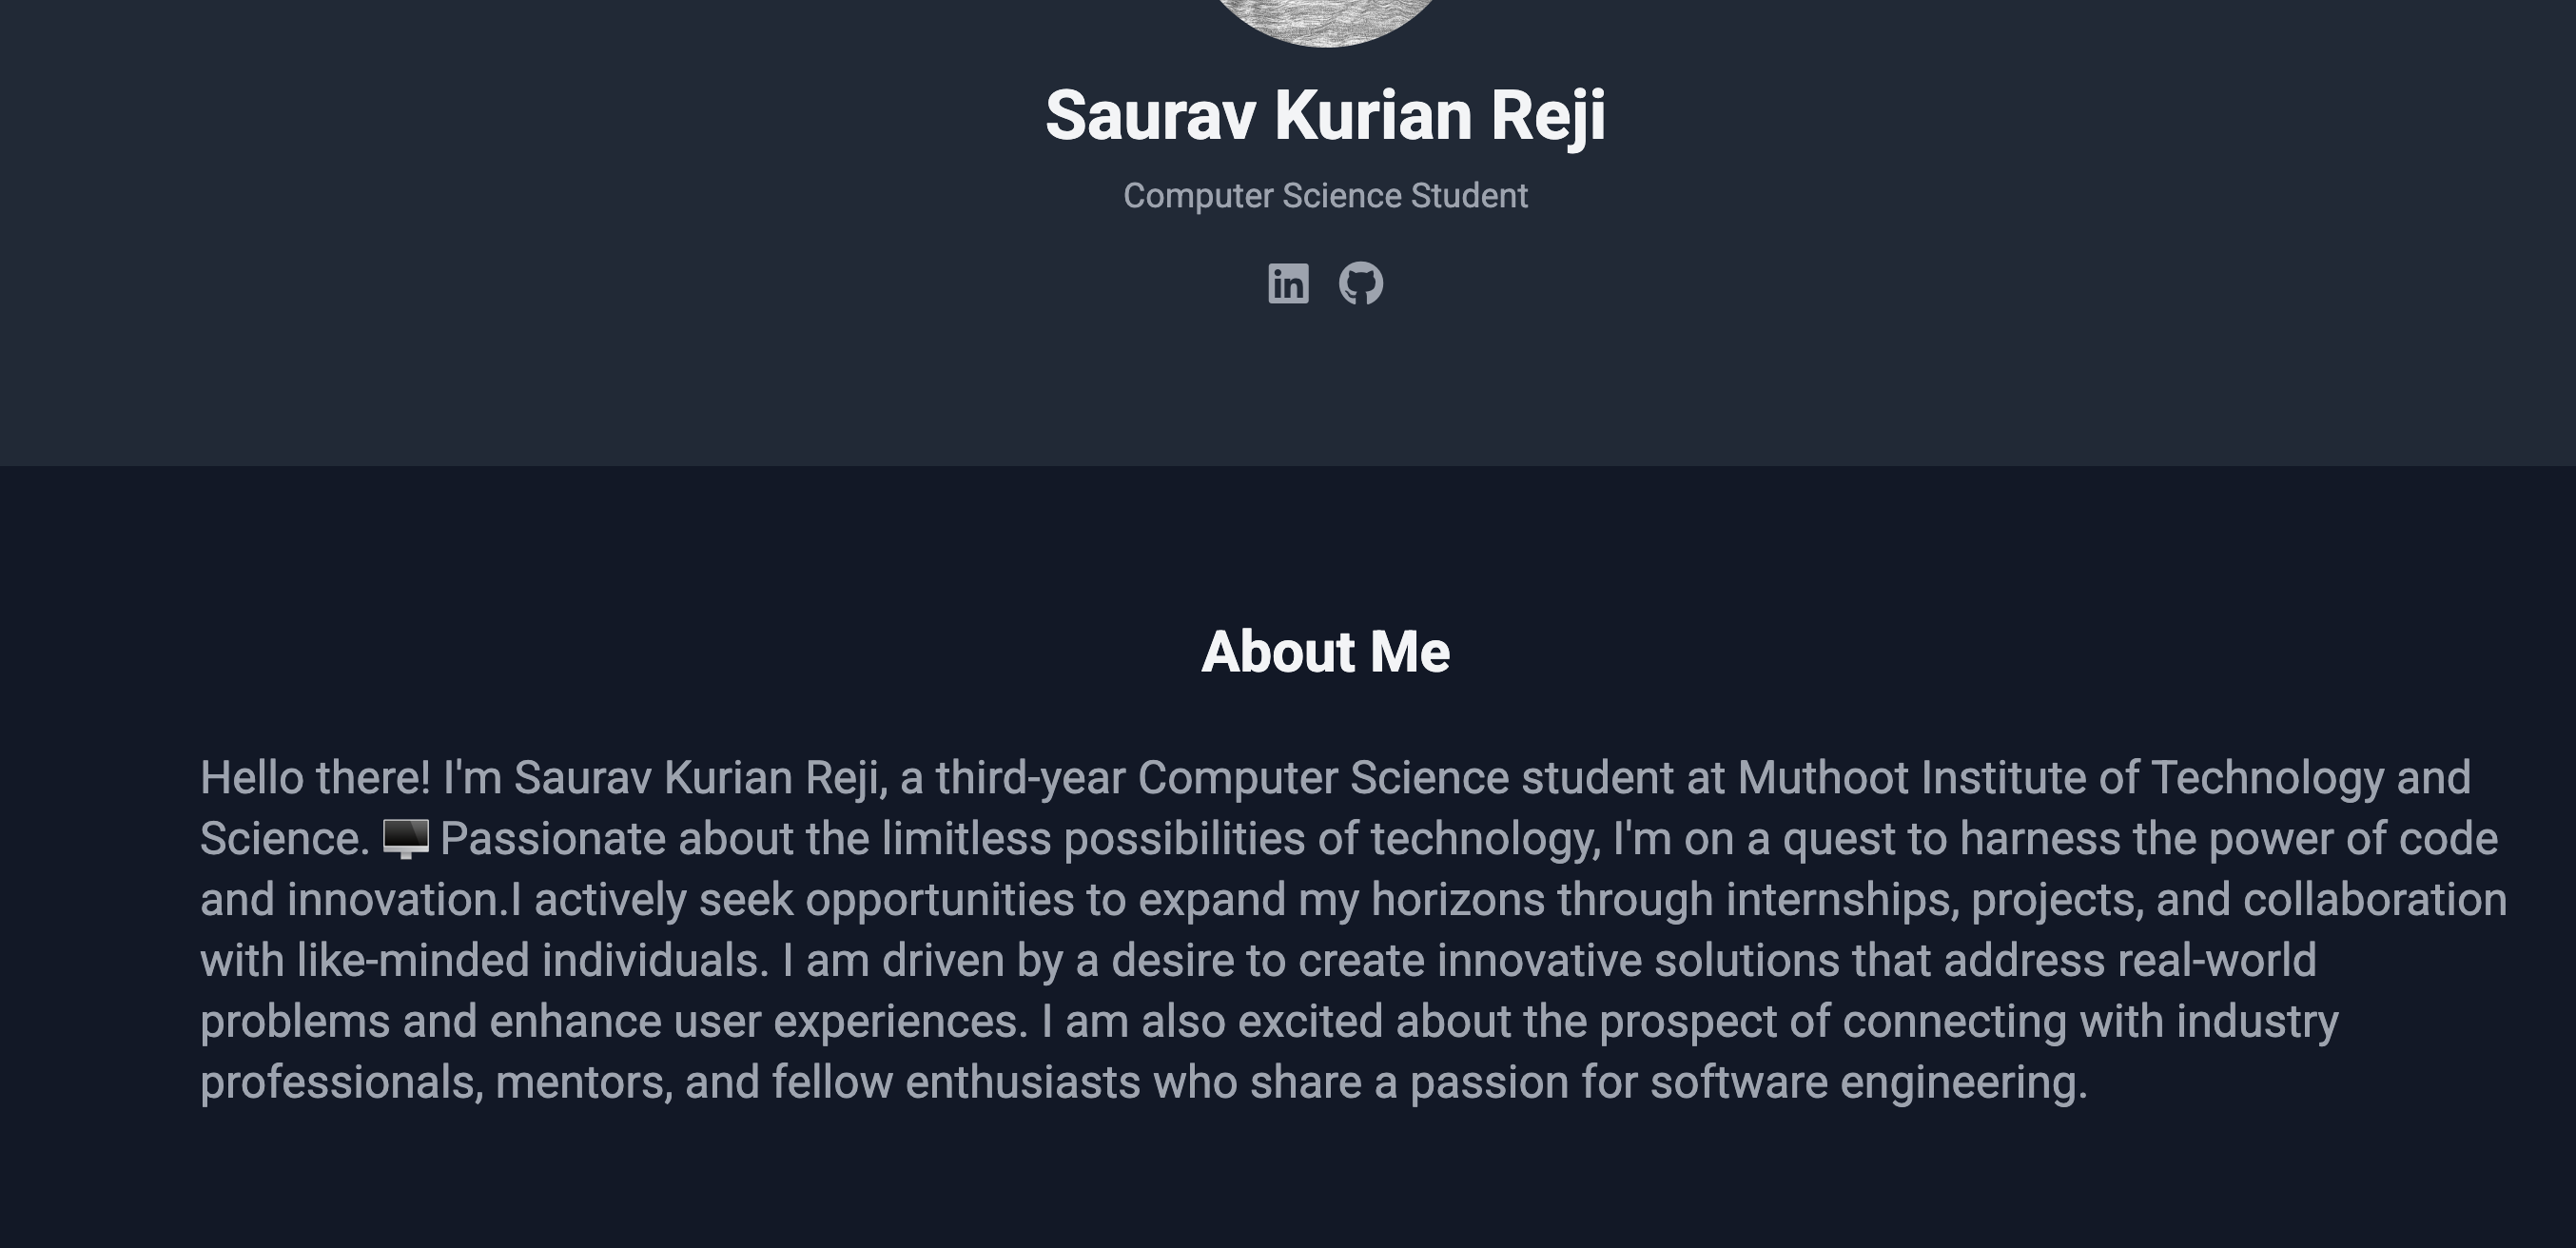 Saurav Kurian Reji
Computer Science Student
in
About Me
Hello there! I'm Saurav Kurian Reji, a third-year Computer Science student at Muthoot Institute of Technology and
Science. 🖥️ Passionate about the limitless possibilities of technology, I'm on a quest to harness the power of code
and innovation.I actively seek opportunities to expand my horizons through internships, projects, and collaboration
with like-minded individuals. I am driven by a desire to create innovative solutions that address real-world
problems and enhance user experiences. I am also excited about the prospect of connecting with industry
professionals, mentors, and fellow enthusiasts who share a passion for software engineering.